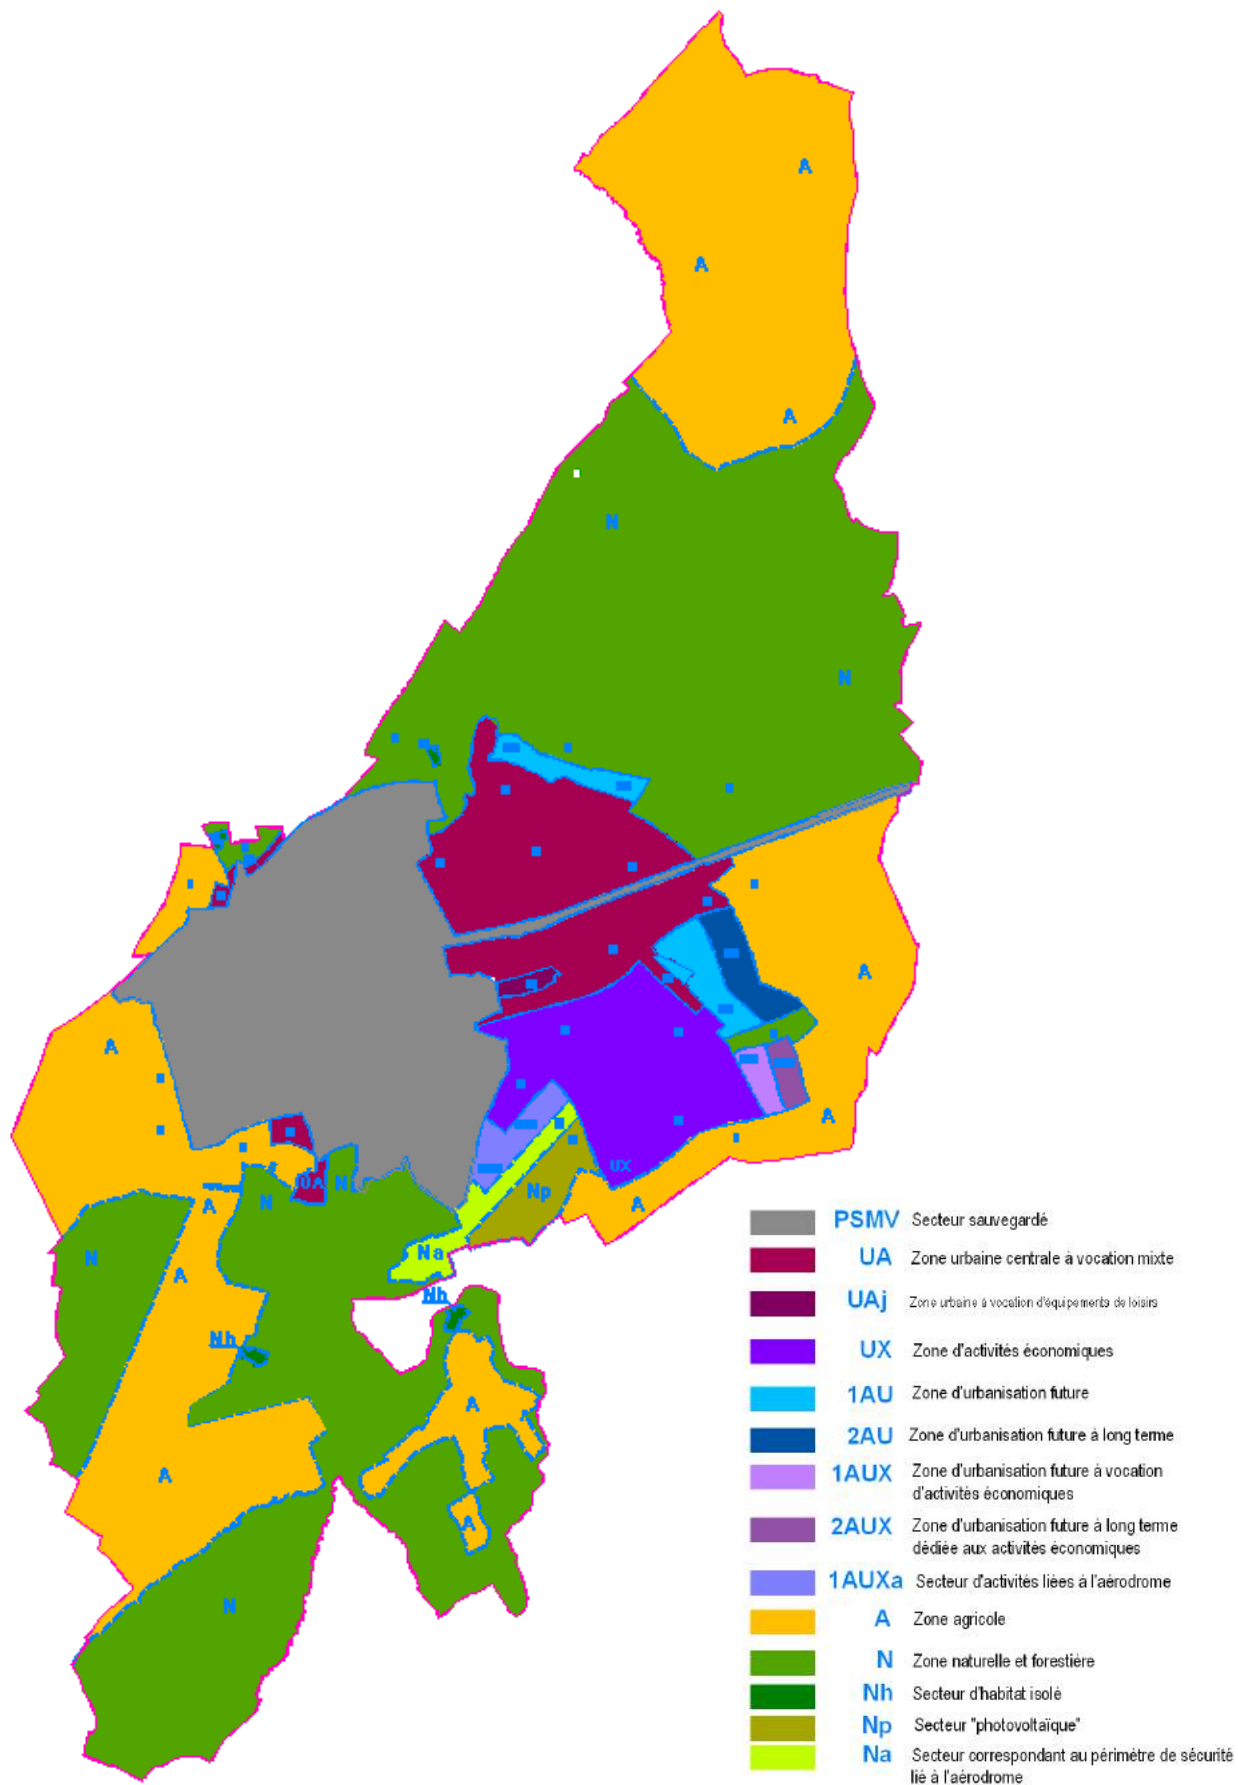 A
A
A
N
N
A
A
A
UX
UA
N
N
Np
A
A
N
Na
A
Nh
Nh
A
A
A
A
N
PSMV Secteur sauvegardé
UA Zone urbaine centrale à vocation mixte
UAj Zone urbaine à vocation d'équipements de loisirs
UX Zone d'activités économiques
1AU Zone d'urbanisation future
2AU Zone d'urbanisation future à long terme
1AUX Zone d'urbanisation future à vocation
d'activités économiques
2AUX Zone d'urbanisation future à long terme
dédiée aux activités économiques
1AUXa Secteur d'activités liées à l'aérodrome
A Zone agricole
N Zone naturelle et forestière
Nh Secteur d'habitat isolé
Np Secteur "photovoltaïque"
Na Secteur correspondant au périmètre de sécurité
lié à l'aérodrome